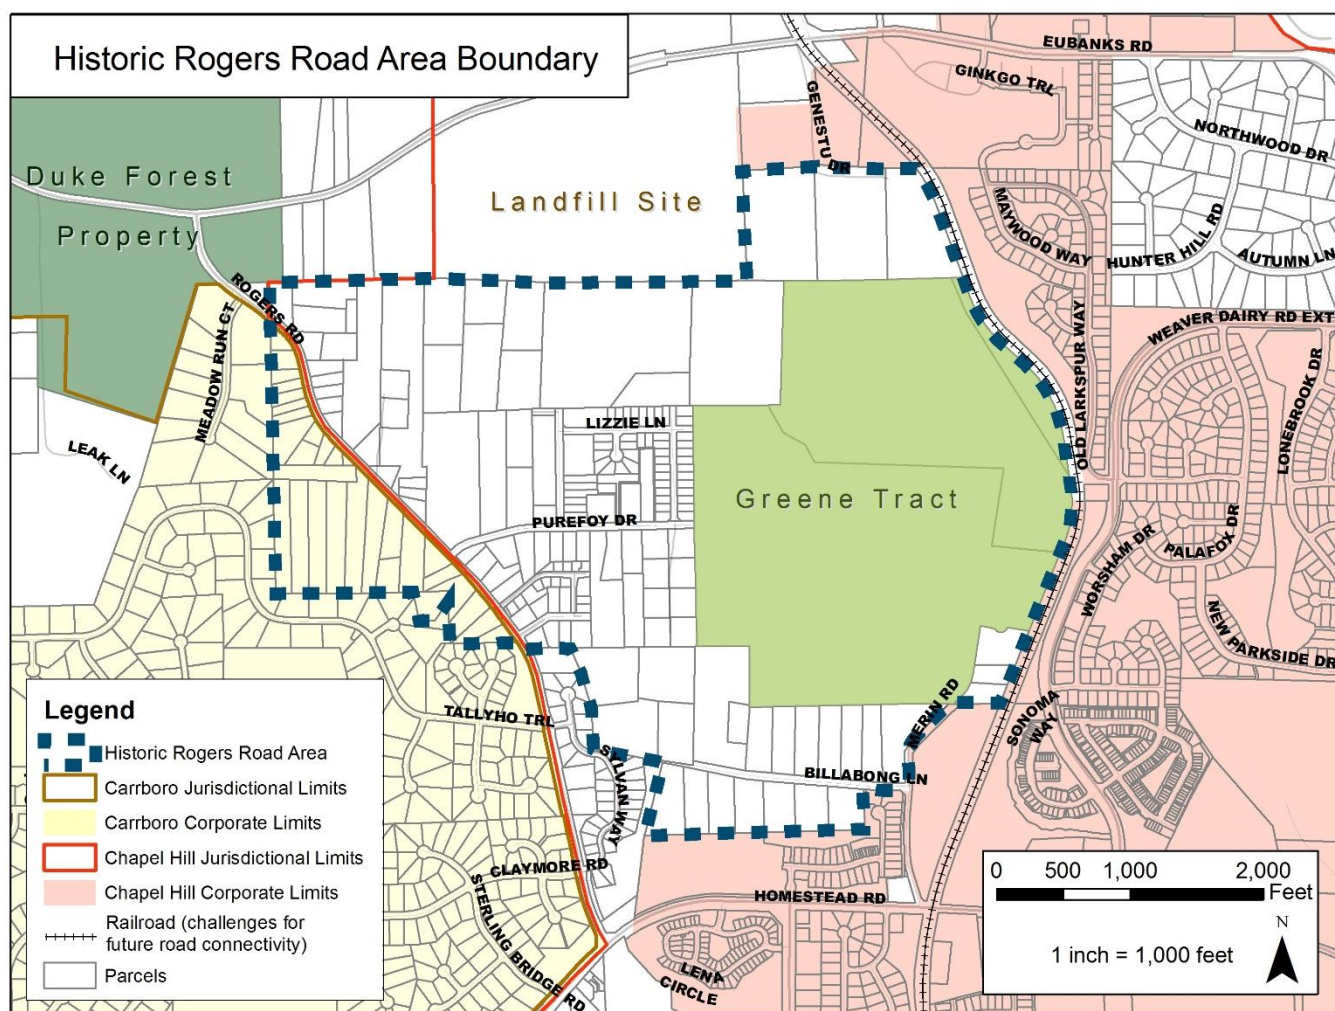 Historic Rogers Road Area Boundary
EUBANKS RD
GINKGO TRL
GENESTU DR
NORTHWOOD DR
Duke Forest
Property
Landfill Site
MAYWOOD WAY
HUNTER HILL RD
AUTUMN LN
ROGERS RD
MEADOW RUN CT
OLD LARKSPUR WAY
WEAVER DAIRY RD EXT
LONEBROOK DR
LEAK LN
LIZZIE LN
Greene Tract
PUREFOY DR
WORSHAM DR
PALAFOX DR
NEW PARKSIDE DR
MERIN RD
SONOMA
WAY
TALLYHO TRL
SYLVAN WAY
BILLABONG LN
CLAYMORE RD
STERLING BRIDGE RD
HOMESTEAD RD
LENA
CIRCLE
Legend
Historic Rogers Road Area
Carrboro Jurisdictional Limits
Carrboro Corporate Limits
Chapel Hill Jurisdictional Limits
Chapel Hill Corporate Limits
Railroad (challenges for
future road connectivity)
Parcels
0 500 1,000 2,000
Feet
N
1 inch = 1,000 feet